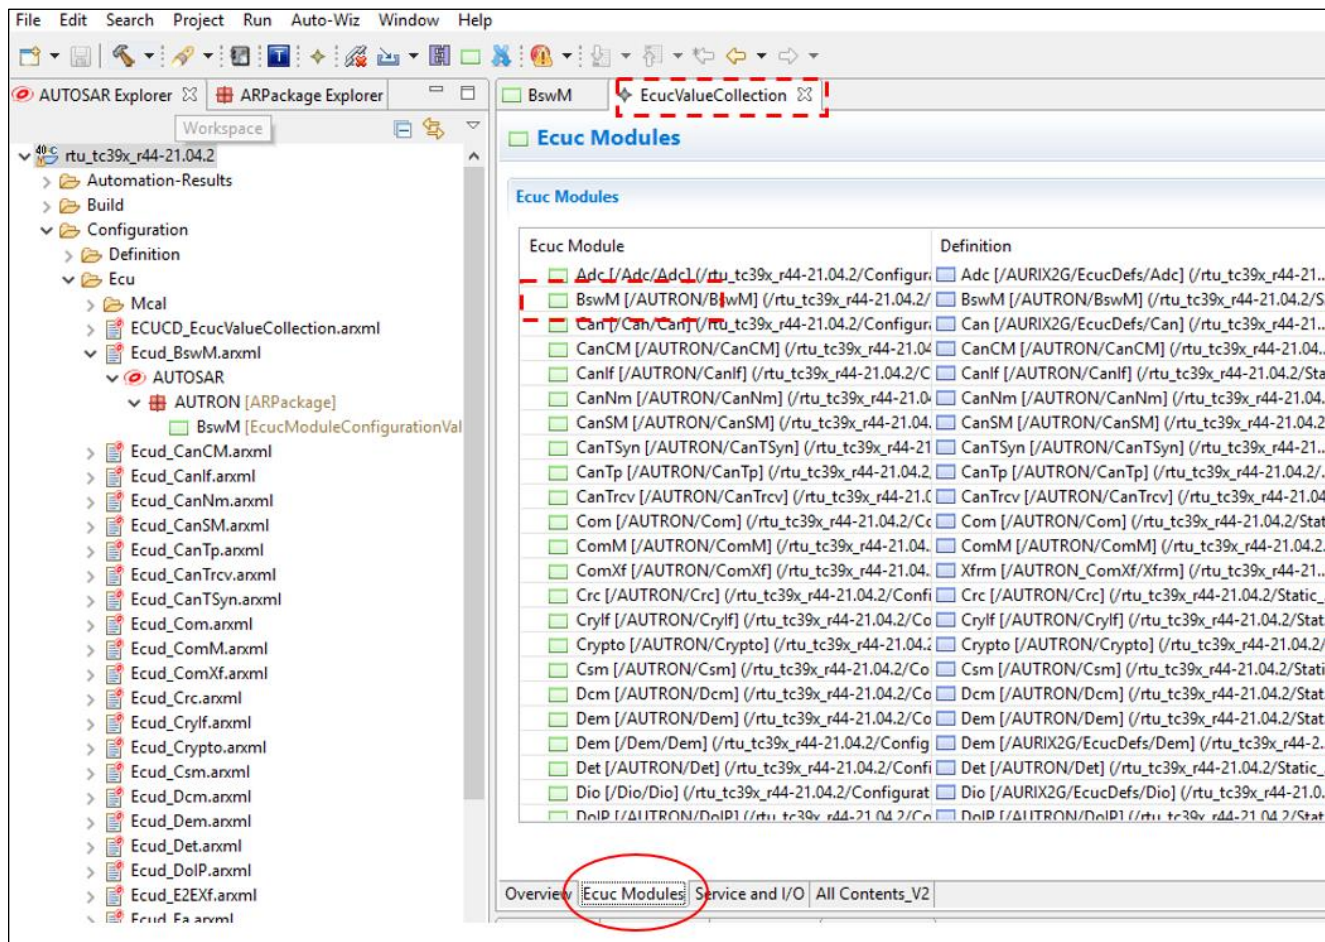 File Edit Search Project Run Auto-Wiz Window Help
AUTOSAR Explorer ARPackage Explorer
Workspace
rtu_tc39x_r44-21.04.2
Automation-Results
Build
Configuration
Definition
Ecu
Mcal
ECUCD_EcucValueCollection.arxml
Ecud_BswM.arxml
AUTOSAR
AUTRON [ARPackage]
BswM [EcucModuleConfigurationVal
Ecud_CanCM.arxml
Ecud_CanIf.arxml
Ecud_CanNm.arxml
Ecud_CanSM.arxml
Ecud_CanTp.arxml
Ecud_CanTrcv.arxml
Ecud_CanTSyn.arxml
Ecud_Com.arxml
Ecud_ComM.arxml
Ecud_ComXf.arxml
Ecud_Crc.arxml
Ecud_CryIf.arxml
Ecud_Crypto.arxml
Ecud_Csm.arxml
Ecud_Dcm.arxml
Ecud_Dem.arxml
Ecud_Det.arxml
Ecud_DoIP.arxml
Ecud_E2EXf.arxml
Ecud_Ea.arxml
BswM EcucValueCollection
Ecuc Modules
Ecuc Modules
Ecuc Module Definition
Adc [/Adc/Adc] (/rtu_tc39x_r44-21.04.2/Configur. Adc [/AURIX2G/EcucDefs/Adc] (/rtu_tc39x_r44-21..
BswM [/AUTRON/BswM] (/rtu_tc39x_r44-21.04.2/ BswM [/AUTRON/BswM] (/rtu_tc39x_r44-21.04.2/S
Can [/Can/Can] (/rtu_tc39x_r44-21.04.2/Configur. Can [/AURIX2G/EcucDefs/Can] (/rtu_tc39x_r44-21..
CanCM [/AUTRON/CanCM] (/rtu_tc39x_r44-21.04 CanCM [/AUTRON/CanCM] (/rtu_tc39x_r44-21.04..
CanIf [/AUTRON/CanIf] (/rtu_tc39x_r44-21.04.2/C CanIf [/AUTRON/CanIf] (/rtu_tc39x_r44-21.04.2/Sta
CanNm [/AUTRON/CanNm] (/rtu_tc39x_r44-21.0 CanNm [/AUTRON/CanNm] (/rtu_tc39x_r44-21.04.
CanSM [/AUTRON/CanSM] (/rtu_tc39x_r44-21.04. CanSM [/AUTRON/CanSM] (/rtu_tc39x_r44-21.04.2
CanTSyn [/AUTRON/CanTSyn] (/rtu_tc39x_r44-21 CanTSyn [/AUTRON/CanTSyn] (/rtu_tc39x_r44-21..
CanTp [/AUTRON/CanTp] (/rtu_tc39x_r44-21.04.2 CanTp [/AUTRON/CanTp] (/rtu_tc39x_r44-21.04.2/.
CanTrcv [/AUTRON/CanTrcv] (/rtu_tc39x_r44-21.0 CanTrcv [/AUTRON/CanTrcv] (/rtu_tc39x_r44-21.04
Com [/AUTRON/Com] (/rtu_tc39x_r44-21.04.2/Cc Com [/AUTRON/Com] (/rtu_tc39x_r44-21.04.2/Stat
ComM [/AUTRON/ComM] (/rtu_tc39x_r44-21.04.. ComM [/AUTRON/ComM] (/rtu_tc39x_r44-21.04.2.
ComXf [/AUTRON/ComXf] (/rtu_tc39x_r44-21.04.. Xfrm [/AUTRON_ComXf/Xfrm] (/rtu_tc39x_r44-21..
Crc [/AUTRON/Crc] (/rtu_tc39x_r44-21.04.2/Confi Crc [/AUTRON/Crc] (/rtu_tc39x_r44-21.04.2/Static_.
CryIf [/AUTRON/CryIf] (/rtu_tc39x_r44-21.04.2/Co CryIf [/AUTRON/CryIf] (/rtu_tc39x_r44-21.04.2/Stat.
Crypto [/AUTRON/Crypto] (/rtu_tc39x_r44-21.04.2 Crypto [/AUTRON/Crypto] (/rtu_tc39x_r44-21.04.2/
Csm [/AUTRON/Csm] (/rtu_tc39x_r44-21.04.2/Co Csm [/AUTRON/Csm] (/rtu_tc39x_r44-21.04.2/Stati
Dcm [/AUTRON/Dcm] (/rtu_tc39x_r44-21.04.2/Co Dcm [/AUTRON/Dcm] (/rtu_tc39x_r44-21.04.2/Stat.
Dem [/AUTRON/Dem] (/rtu_tc39x_r44-21.04.2/Co Dem [/AUTRON/Dem] (/rtu_tc39x_r44-21.04.2/Stat.
Dem [/Dem/Dem] (/rtu_tc39x_r44-21.04.2/Config Dem [/AURIX2G/EcucDefs/Dem] (/rtu_tc39x_r44-2..
Det [/AUTRON/Det] (/rtu_tc39x_r44-21.04.2/Confi Det [/AUTRON/Det] (/rtu_tc39x_r44-21.04.2/Static_.
Dio [/Dio/Dio] (/rtu_tc39x_r44-21.04.2/Configurat Dio [/AURIX2G/EcucDefs/Dio] (/rtu_tc39x_r44-21.0.
DoIP [/AUTRON/DoIP] (/rtu_tc39x_r44-21.04.2/Co DoIP [/AUTRON/DoIP] (/rtu_tc39x_r44-21.04.2/Stat
Overview Ecuc Modules Service and I/O All Contents_V2